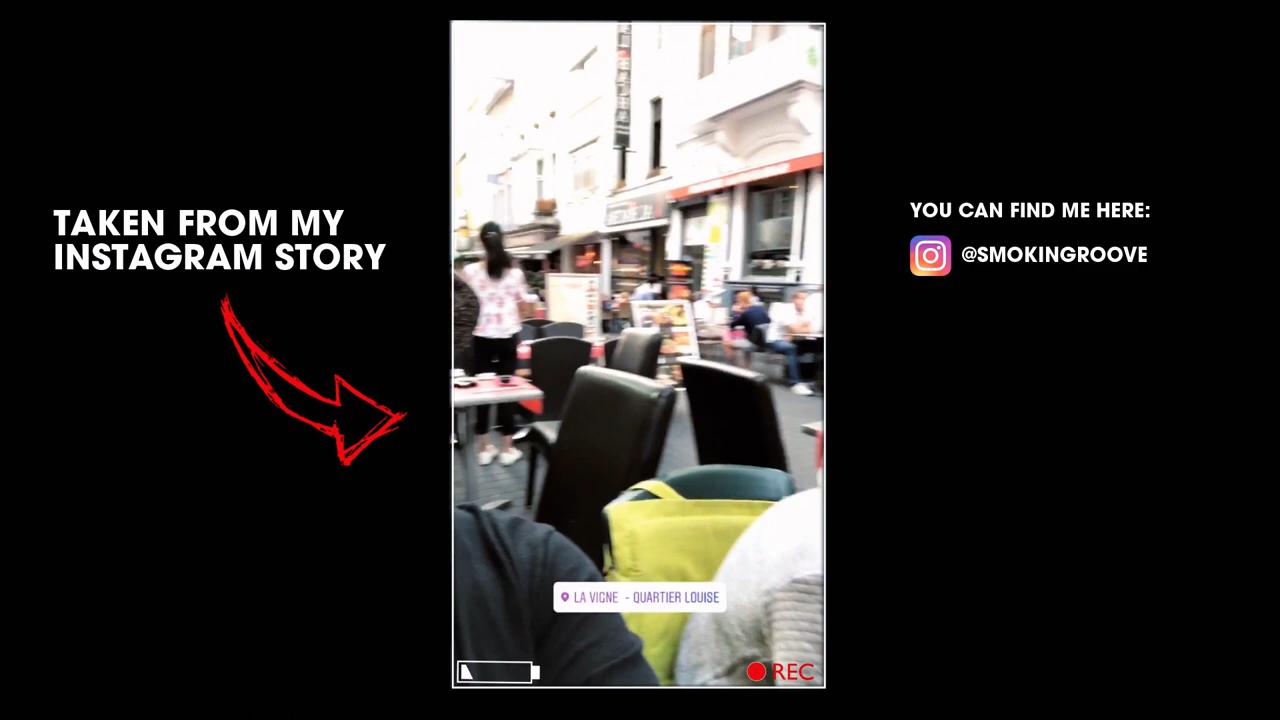 TAKEN FROM MY
INSTAGRAM STORY
YOU CAN FIND ME HERE:
@SMOKINGROOVE
LA VIGNE - QUARTIER LOUISE
REC